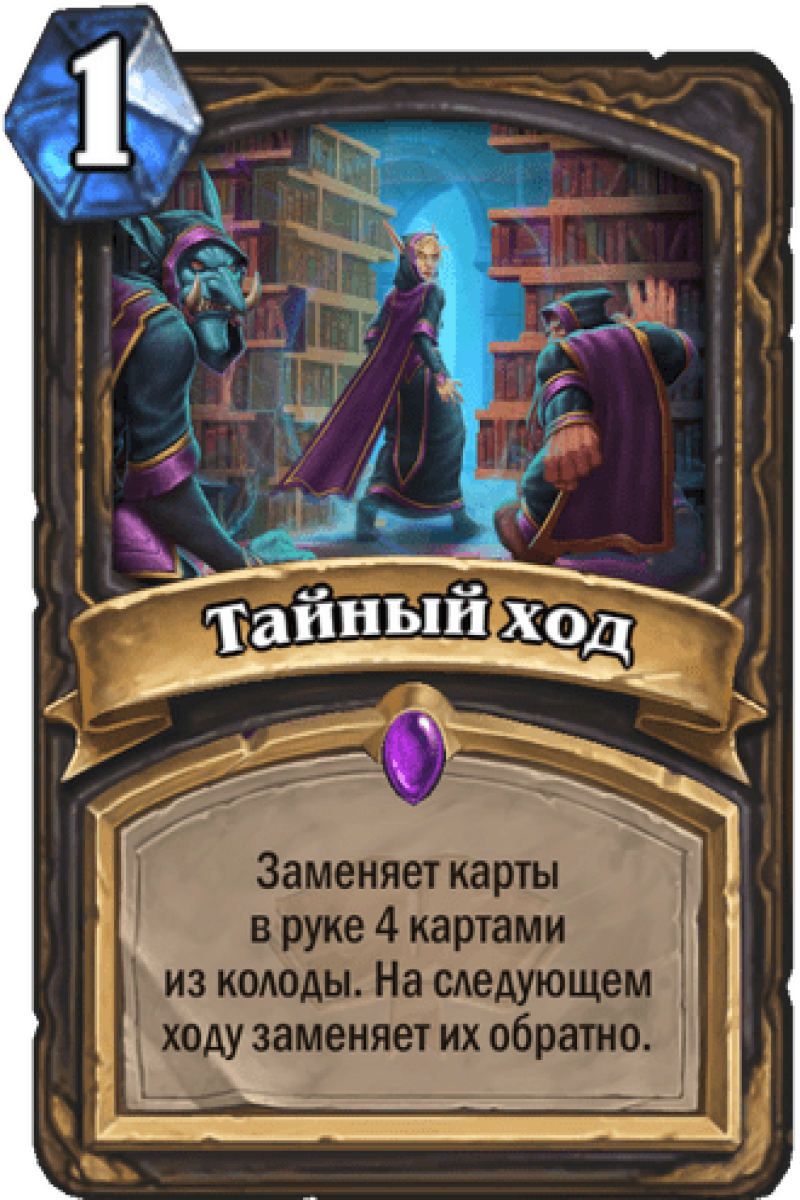 1
Тайный ход
Заменяет карты
в руке 4 картами
из колоды. На следующем
ходу заменяет их обратно.